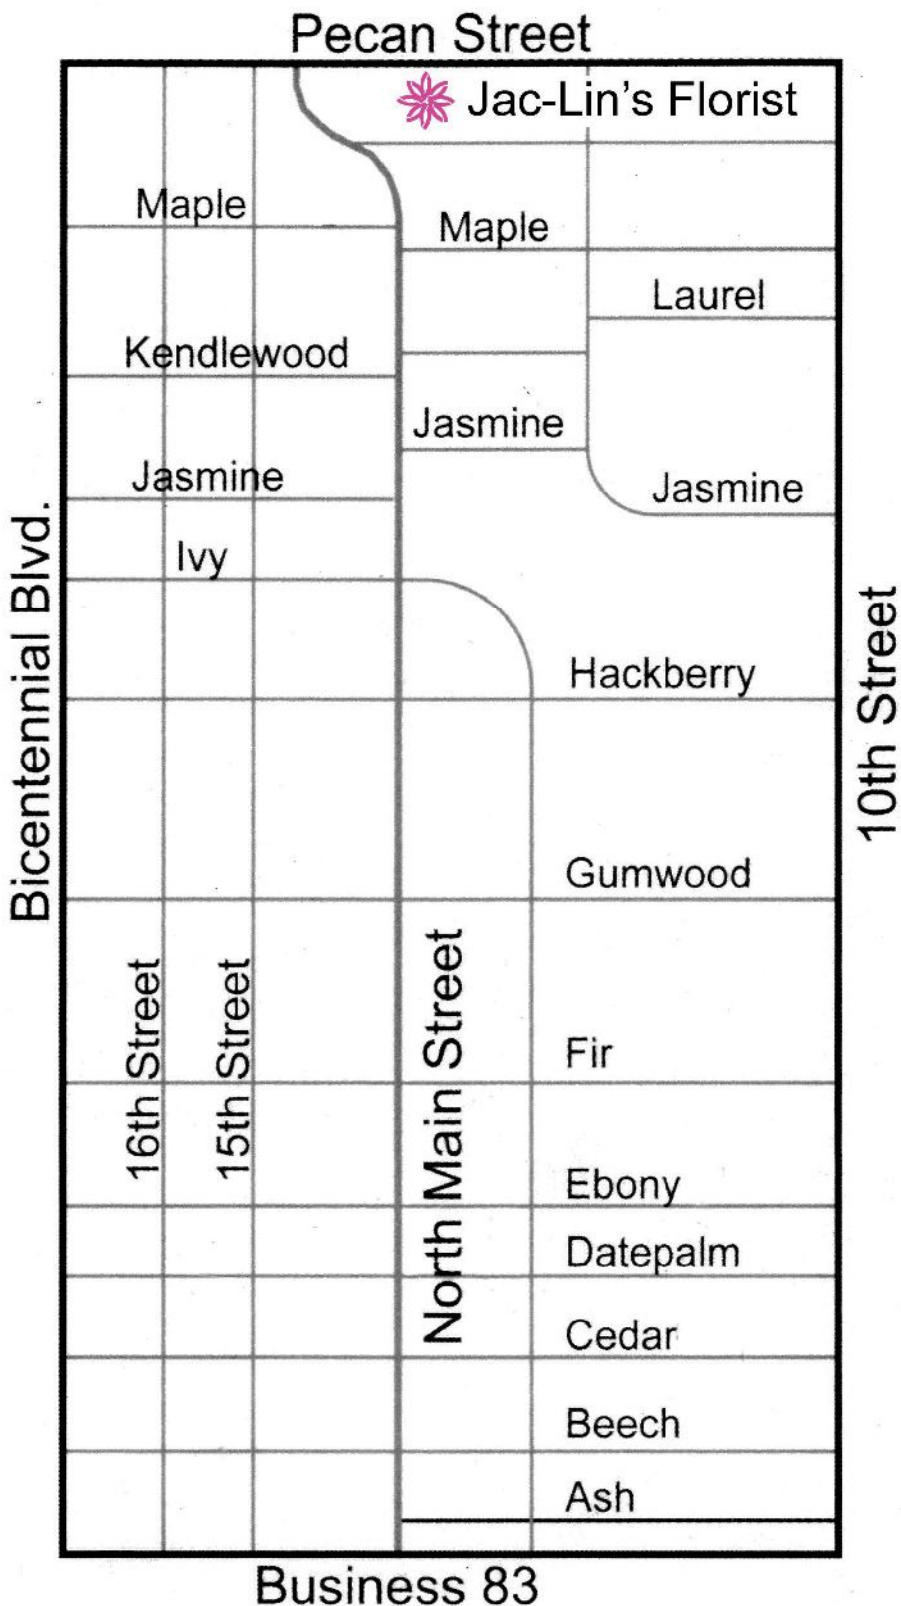 Pecan Street
Jac-Lin's Florist
Maple
Maple
Laurel
Kendlewood
Jasmine
Jasmine
Jasmine
Ivy
Bicentennial Blvd.
10th Street
Hackberry
Gumwood
16th Street
15th Street
North Main Street
Fir
Ebony
Datepalm
Cedar
Beech
Ash
Business 83